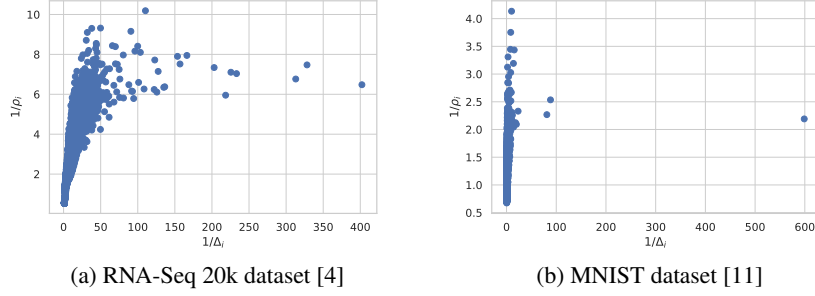 10
8
6
4
2
1/ρᵢ
0 50 100 150 200 250 300 350 400
1/Δᵢ
(a) RNA-Seq 20k dataset [4]
4.0
3.5
3.0
2.5
2.0
1.5
1.0
0.5
1/ρᵢ
0 100 200 300 400 500 600
1/Δᵢ
(b) MNIST dataset [11]